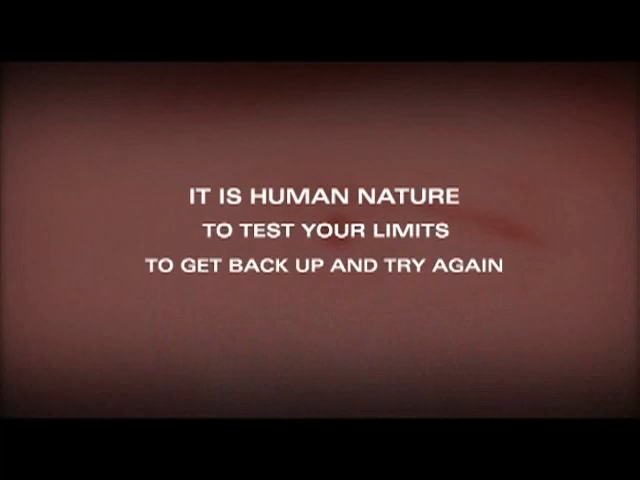 IT IS HUMAN NATURE
TO TEST YOUR LIMITS
TO GET BACK UP AND TRY AGAIN